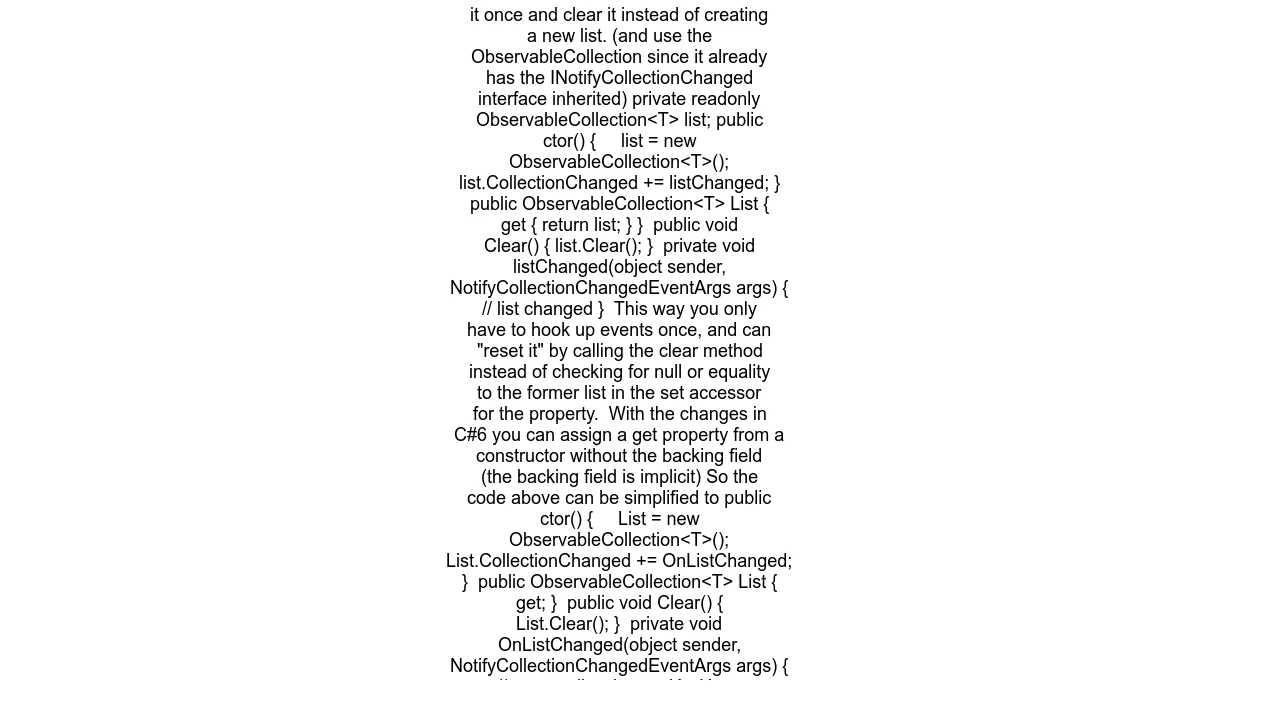 it once and clear it instead of creating
a new list. (and use the
ObservableCollection since it already
has the INotifyCollectionChanged
interface inherited) private readonly
ObservableCollection<T> list; public
ctor() {     list = new
ObservableCollection<T>();
list.CollectionChanged += listChanged; }
public ObservableCollection<T> List {
get { return list; } }  public void
Clear() { list.Clear(); }  private void
listChanged(object sender,
NotifyCollectionChangedEventArgs args) {
// list changed }  This way you only
have to hook up events once, and can
"reset it" by calling the clear method
instead of checking for null or equality
to the former list in the set accessor
for the property.  With the changes in
C#6 you can assign a get property from a
constructor without the backing field
(the backing field is implicit) So the
code above can be simplified to public
ctor() {     List = new
ObservableCollection<T>();
List.CollectionChanged += OnListChanged;
}  public ObservableCollection<T> List {
get; }  public void Clear() {
List.Clear(); }  private void
OnListChanged(object sender,
NotifyCollectionChangedEventArgs args) {